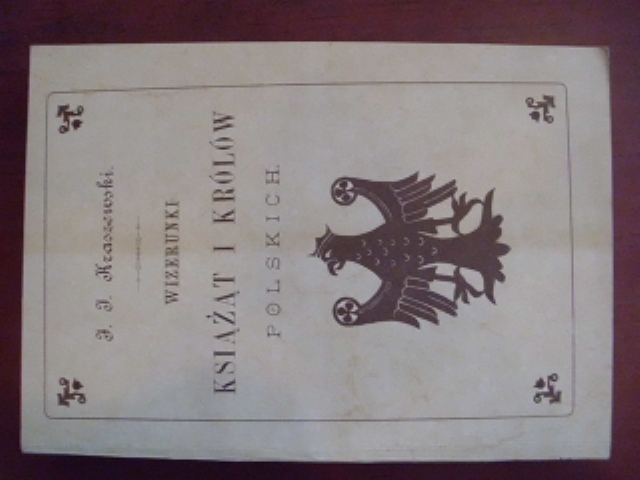 J. J. Kraszewski.
WIZERUNKI
KSIĄŻĄT I KRÓLÓW
POLSKICH.